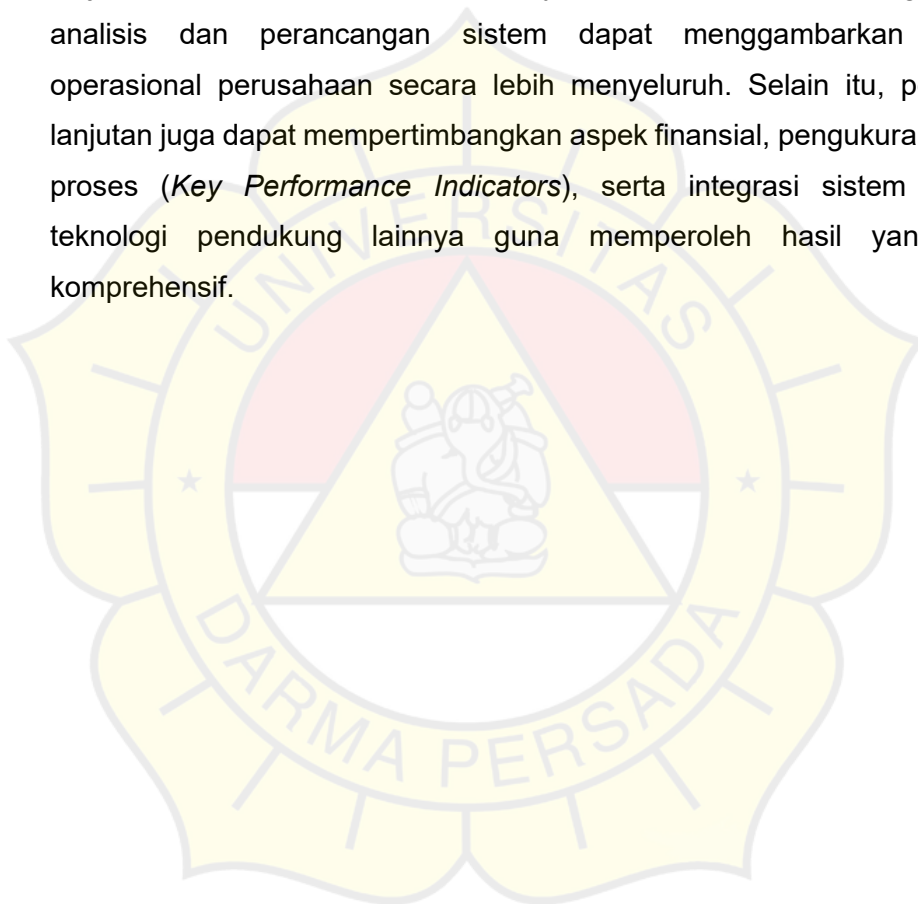 analisis dan perancangan sistem dapat menggambarkan
operasional perusahaan secara lebih menyeluruh. Selain itu, p
lanjutan juga dapat mempertimbangkan aspek finansial, pengukura
proses (Key Performance Indicators), serta integrasi sistem
teknologi pendukung lainnya guna memperoleh hasil yan
komprehensif.
UNIVERSITAS
DARMA PERSADA